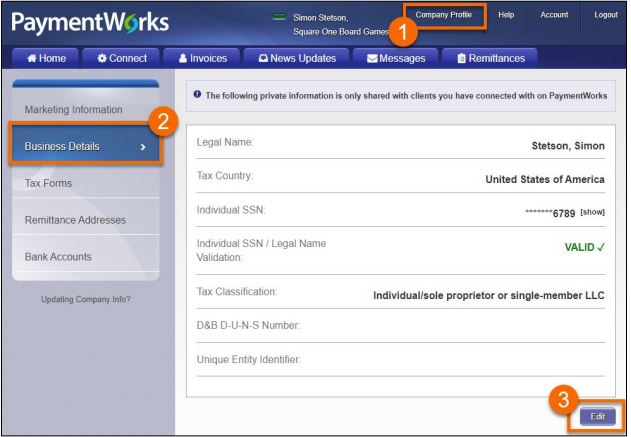 PaymentWorks
Simon Stetson,
Square One Board Games
1
Company Profile
Help
Account
Logout
Home
Connect
Invoices
News Updates
Messages
Remittances
Marketing Information
2
Business Details
Tax Forms
Remittance Addresses
Bank Accounts
Updating Company Info?
The following private information is only shared with clients you have connected with on PaymentWorks
Legal Name: Stetson, Simon
Tax Country: United States of America
Individual SSN: *******6789 [show]
Individual SSN / Legal Name
Validation: VALID ✓
Tax Classification: Individual/sole proprietor or single-member LLC
D&B D-U-N-S Number:
Unique Entity Identifier:
3
Edit